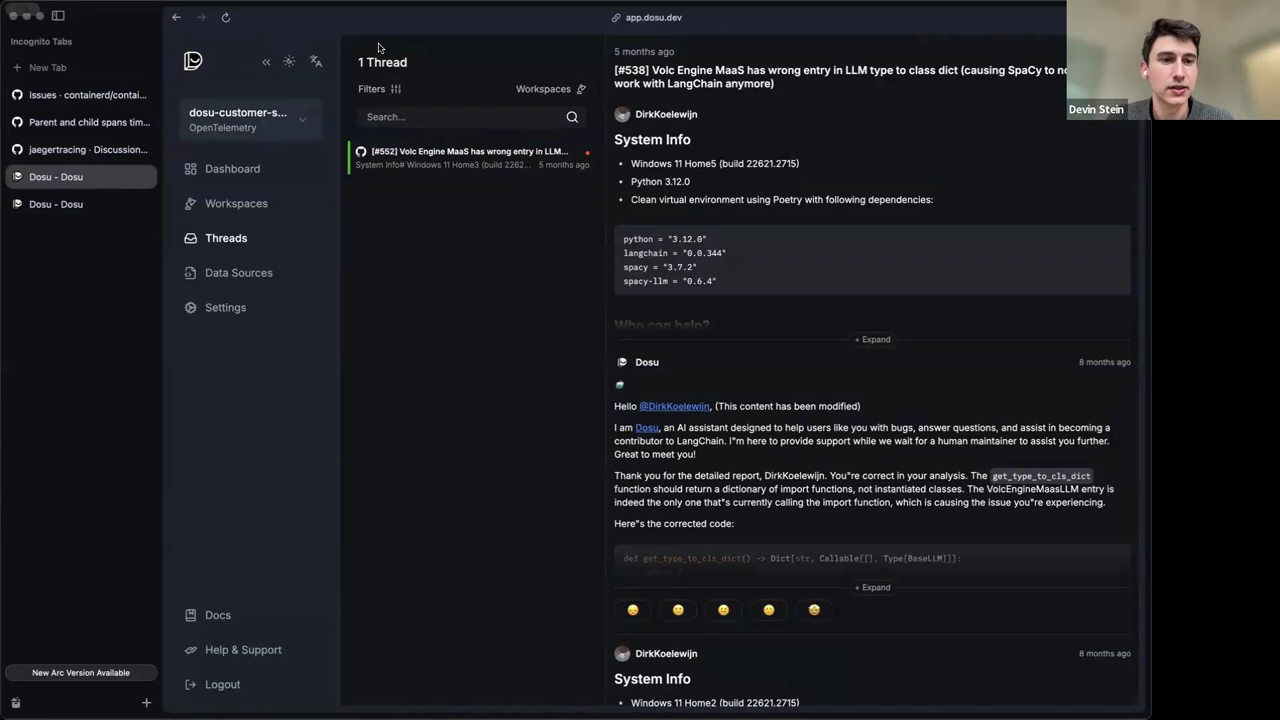 app.dosu.dev
Incognito Tabs
New Tab
Issues · containerd/contai...
Parent and child spans tim...
jaegertracing · Discussion...
Dosu - Dosu
Dosu - Dosu
New Arc Version Available
dosu-customer-s...
OpenTelemetry
Dashboard
Workspaces
Threads
Data Sources
Settings
Docs
Help & Support
Logout
1 Thread
Filters
Workspaces
Search...
[#552] Volc Engine MaaS has wrong entry in LLM...
System Info# Windows 11 Home3 (build 2262... 5 months ago
5 months ago
[#538] Volc Engine MaaS has wrong entry in LLM type to class dict (causing SpaCy to no
work with LangChain anymore)
DirkKoelewijn
System Info
• Windows 11 Home5 (build 22621.2715)
• Python 3.12.0
• Clean virtual environment using Poetry with following dependencies:
python = "3.12.0"
langchain = "0.0.344"
spacy = "3.7.2"
spacy-llm = "0.6.4"
Who can help?
+ Expand
Dosu 8 months ago
Hello @DirkKoelewijn, (This content has been modified)
I am Dosu, an AI assistant designed to help users like you with bugs, answer questions, and assist in becoming a
contributor to LangChain. I"m here to provide support while we wait for a human maintainer to assist you further.
Great to meet you!
Thank you for the detailed report, DirkKoelewijn. You"re correct in your analysis. The get_type_to_cls_dict
function should return a dictionary of import functions, not instantiated classes. The VolcEngineMaasLLM entry is
indeed the only one that"s currently calling the import function, which is causing the issue you"re experiencing.
Here"s the corrected code:
def get_type_to_cls_dict() -> Dict[str, Callable[[], Type[BaseLLM]]]:
+ Expand
DirkKoelewijn 8 months ago
System Info
• Windows 11 Home2 (build 22621.2715)
Devin Stein